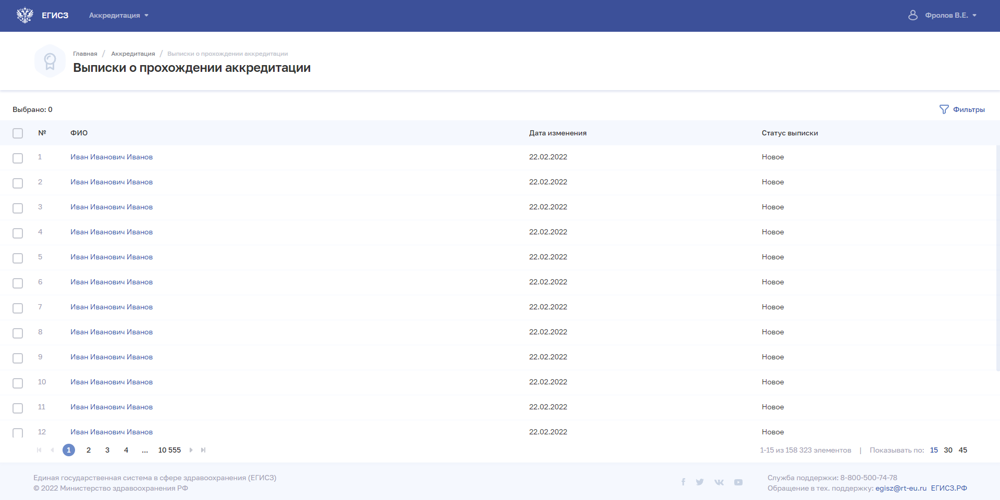 ЕГИСЗ Аккредитация Фролов В.Е.
Главная / Аккредитация / Выписки о прохождении аккредитации
Выписки о прохождении аккредитации
Выбрано: 0 Фильтры
№ ФИО Дата изменения Статус выписки
1 Иван Иванович Иванов 22.02.2022 Новое
2 Иван Иванович Иванов 22.02.2022 Новое
3 Иван Иванович Иванов 22.02.2022 Новое
4 Иван Иванович Иванов 22.02.2022 Новое
5 Иван Иванович Иванов 22.02.2022 Новое
6 Иван Иванович Иванов 22.02.2022 Новое
7 Иван Иванович Иванов 22.02.2022 Новое
8 Иван Иванович Иванов 22.02.2022 Новое
9 Иван Иванович Иванов 22.02.2022 Новое
10 Иван Иванович Иванов 22.02.2022 Новое
11 Иван Иванович Иванов 22.02.2022 Новое
12 Иван Иванович Иванов 22.02.2022 Новое
1 2 3 4 ... 10 555 1-15 из 158 323 элементов | Показывать по: 15 30 45
Единая государственная система в сфере здравоохранения (ЕГИСЗ) Служба поддержки: 8-800-500-74-78
© 2022 Министерство здравоохранения РФ Обращение в тех. поддержку: egisz@rt-eu.ru ЕГИСЗ.РФ